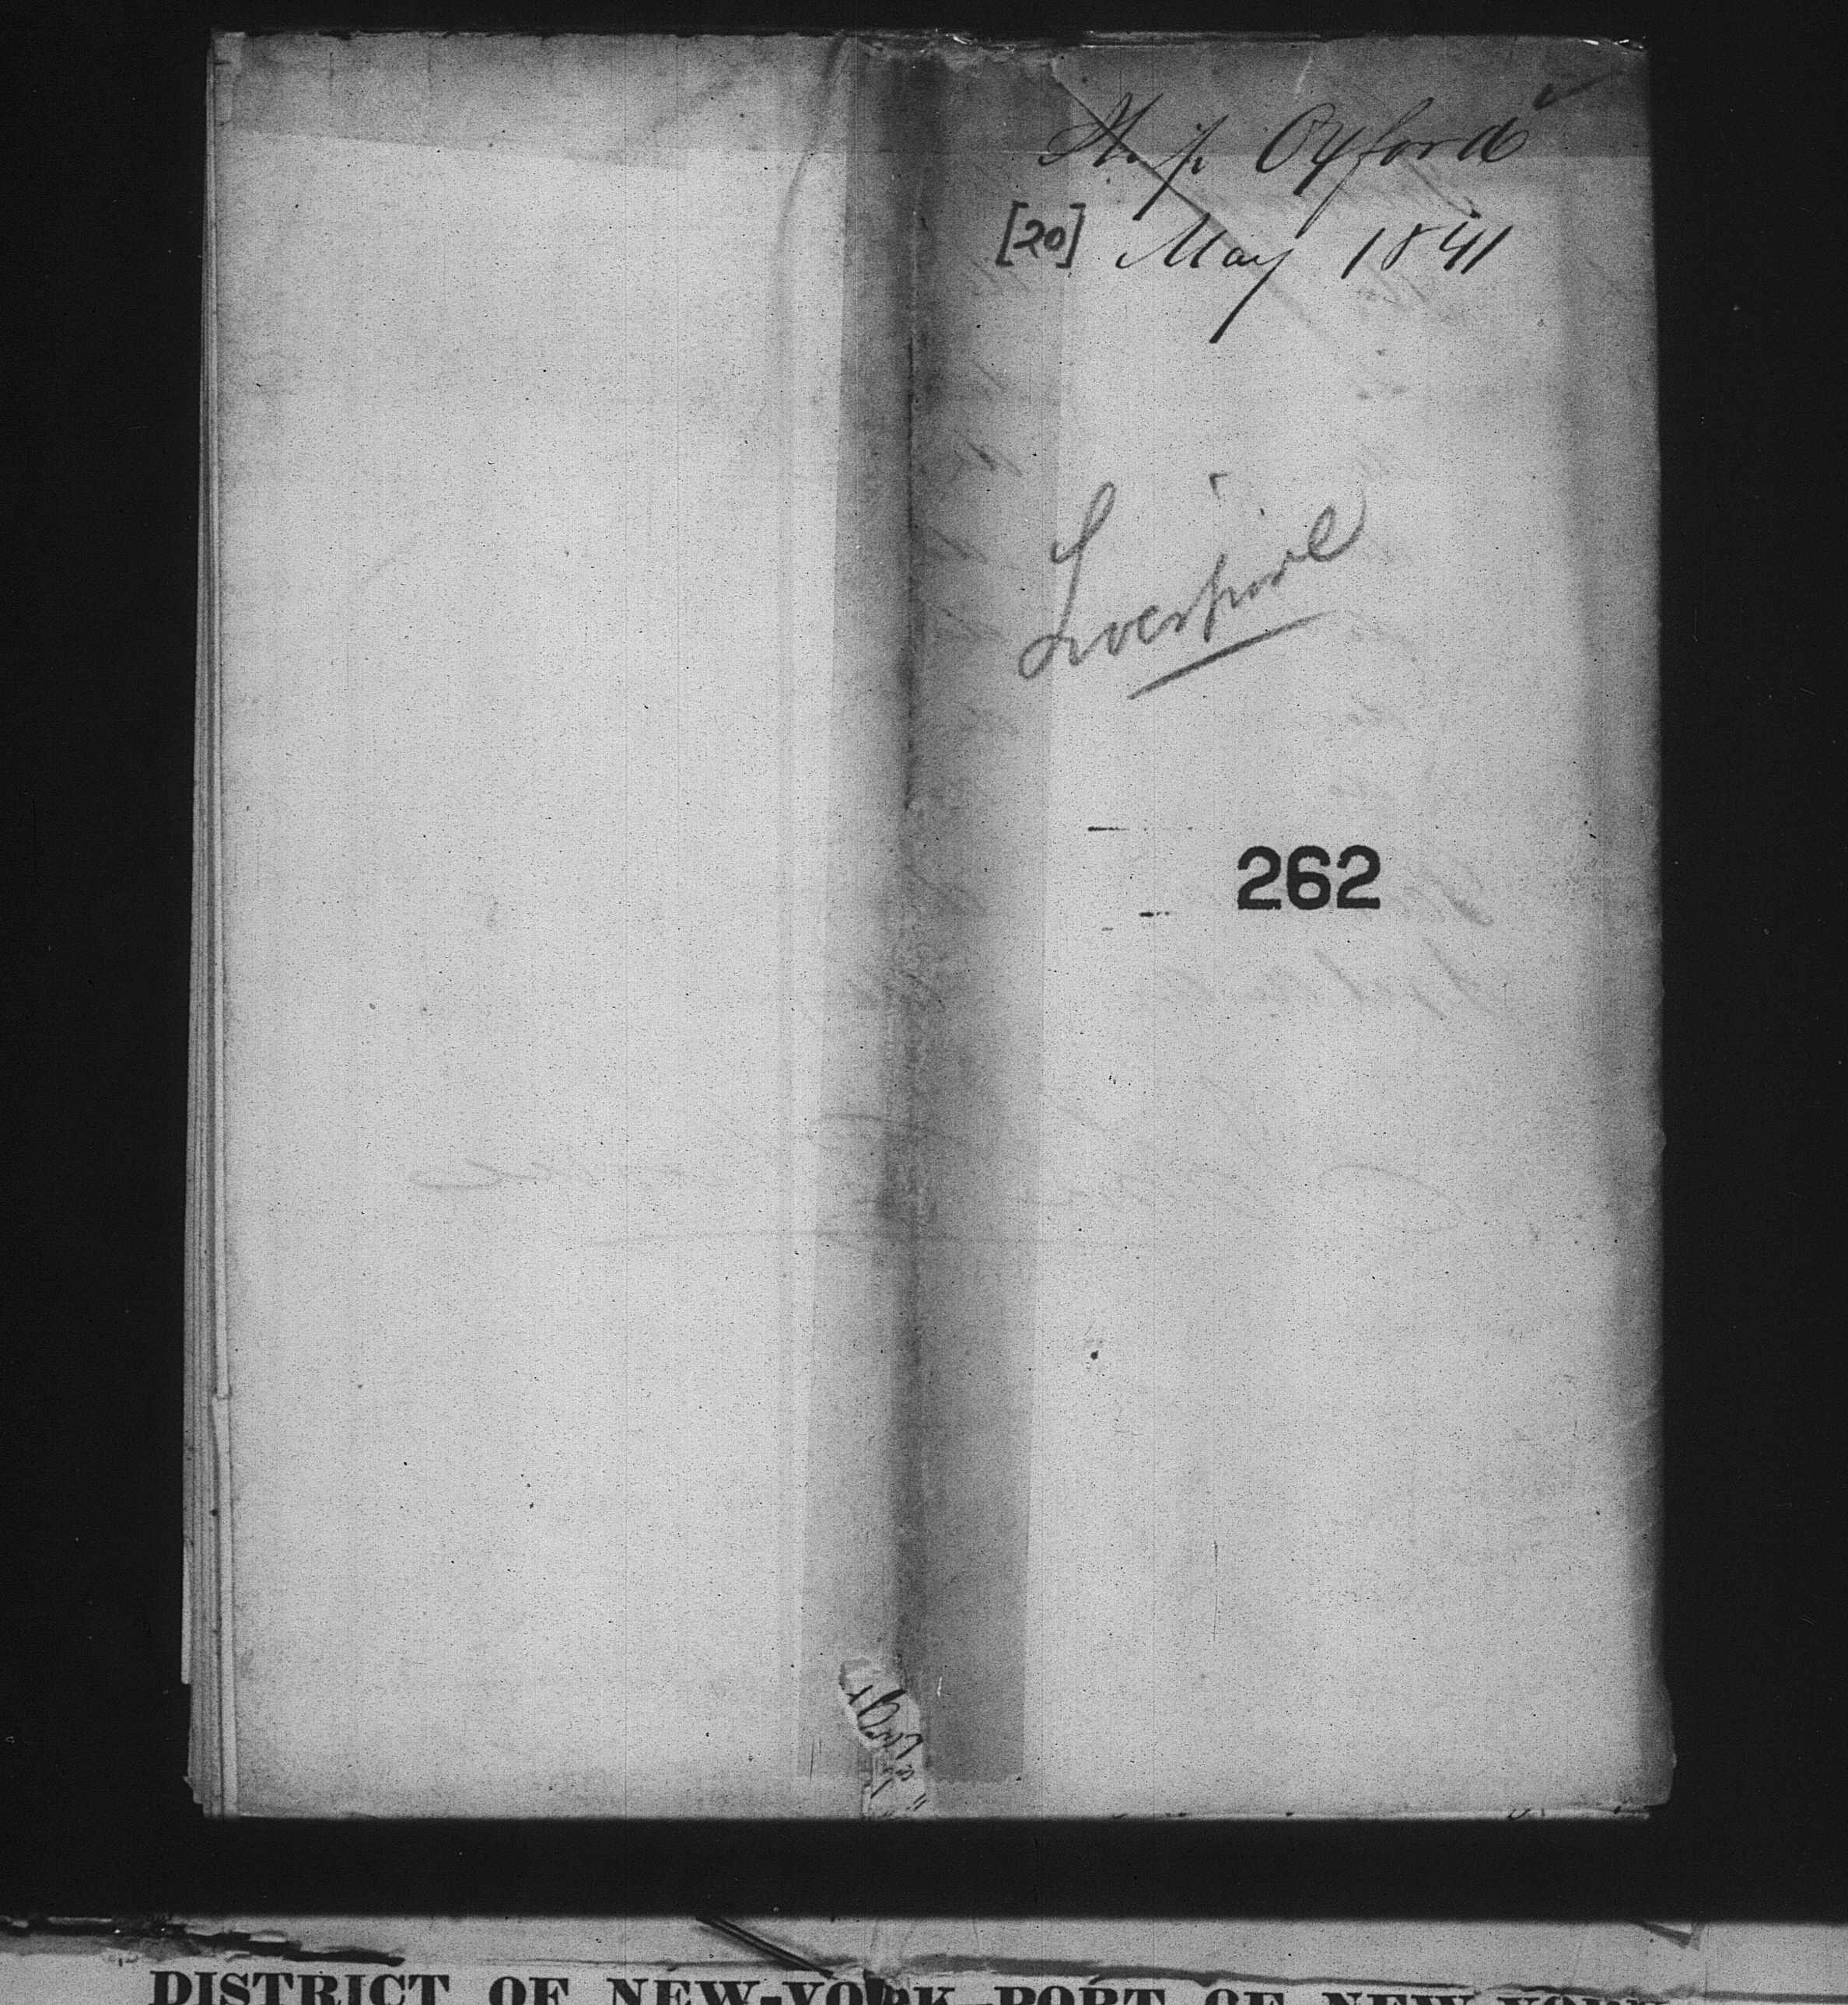 Ship Oxford
[20] May 1841
Liverpool
262
DISTRICT OF NEW-YORK—PORT OF NEW-YORK